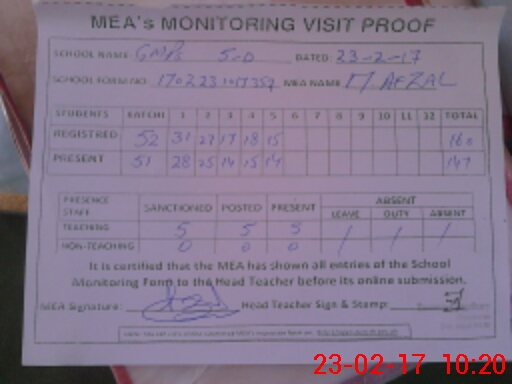 MEA's MONITORING VISIT PROOF
SCHOOL NAME GMPS DATED: 23-2-17
SCHOOL FORM NO. MEA NAME M AFZAL
STUDENTS KATCHI 1 2 3 4 5 6 7 8 9 10 11 12 TOTAL
REGISTRED 52 31 27 17 18 15 160
PRESENT 51 28 25 14 15 14 147
PRESENCE STAFF SANCTIONED POSTED PRESENT ABSENT
LEAVE DUTY ABSENT
TEACHING 5 5 5 / / /
NON-TEACHING 0 0 0 / / /
It is certified that the MEA has shown all entries of the School
Monitoring Form to the Head Teacher before its online submission.
MEA Signature: Head Teacher Sign & Stamp:
23-02-17 10:20